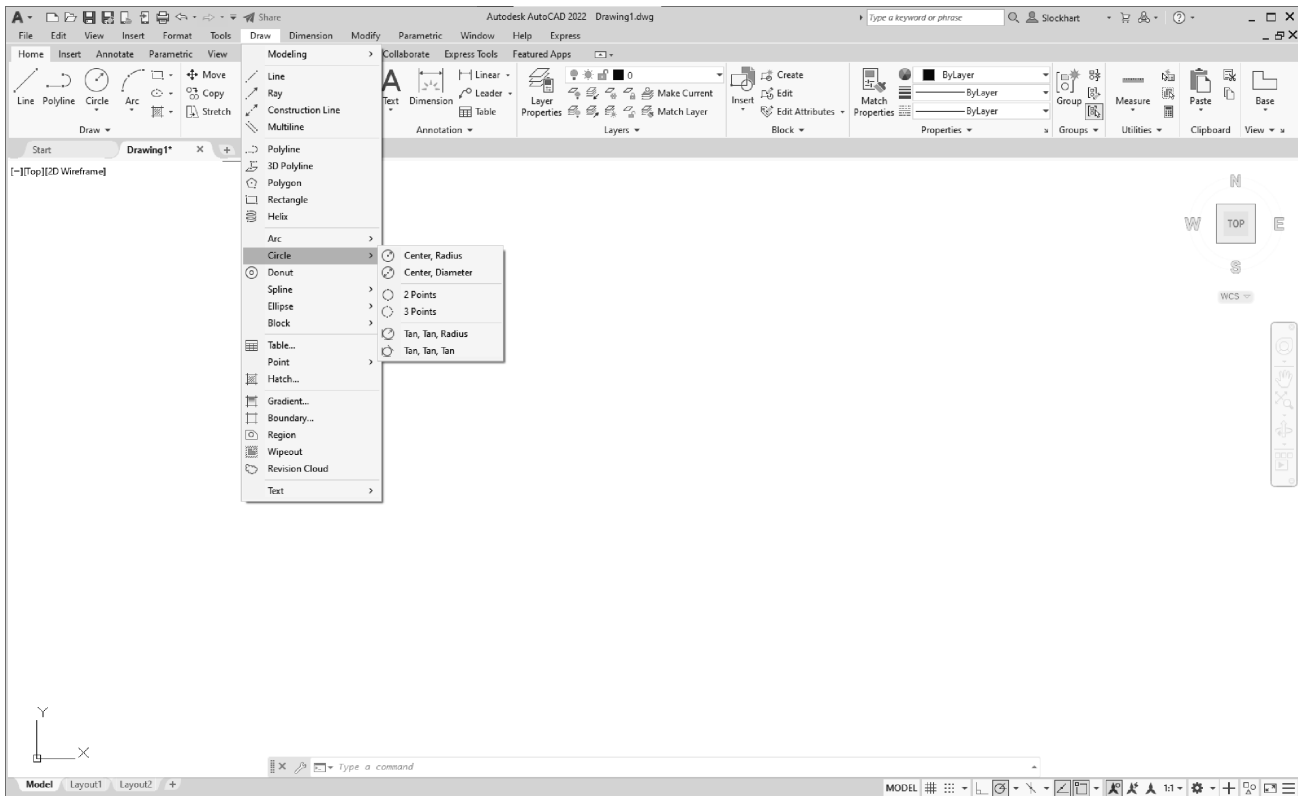 A Share Autodesk AutoCAD 2022 Drawing1.dwg Type a keyword or phrase Slockhart
File Edit View Insert Format Tools Draw Dimension Modify Parametric Window Help Express
Home Insert Annotate Parametric View Collaborate Express Tools Featured Apps
Line Polyline Circle Arc
Move
Copy
Stretch
Draw
Modeling
Line
Ray
Construction Line
Multiline
Polyline
3D Polyline
Polygon
Rectangle
Helix
Arc
Circle
Donut
Spline
Ellipse
Block
Table...
Point
Hatch...
Gradient...
Boundary...
Region
Wipeout
Revision Cloud
Text
Center, Radius
Center, Diameter
2 Points
3 Points
Tan, Tan, Radius
Tan, Tan, Tan
A
Text Dimension
Linear
Leader
Table
Annotation
Layer
Properties
0
Make Current
Match Layer
Layers
Insert
Create
Edit
Edit Attributes
Block
Match
Properties
ByLayer
ByLayer
ByLayer
Properties
Group
Groups
Measure
Utilities
Paste
Clipboard
Base
View
Start Drawing1*
[-][Top][2D Wireframe]
N
W TOP E
S
WCS
Y
X
Type a command
Model Layout1 Layout2 +
MODEL 1:1